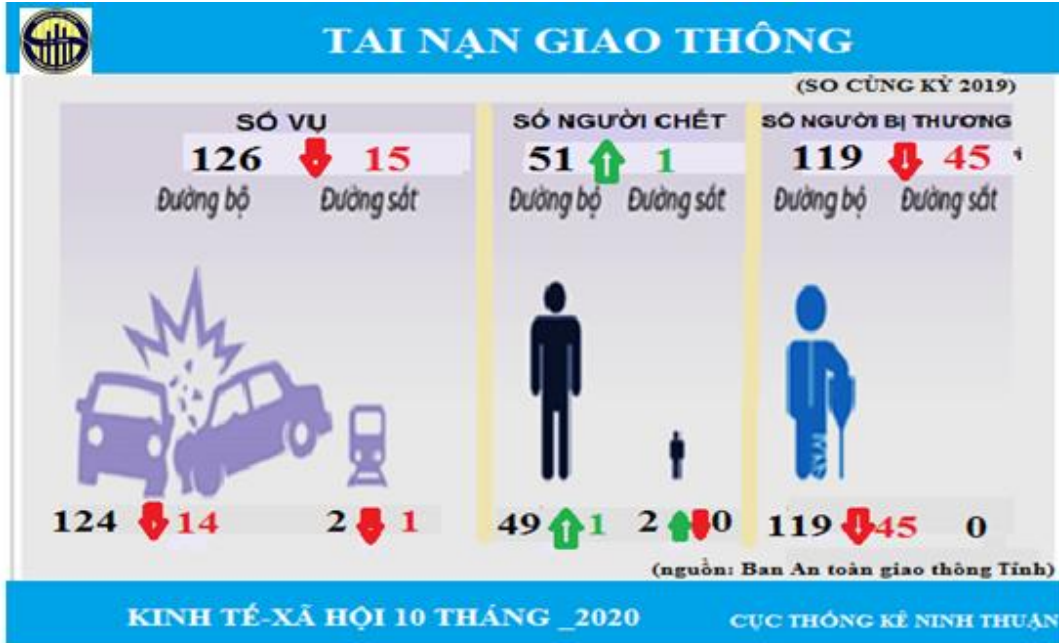 TAI NẠN GIAO THÔNG
(SO CÙNG KỲ 2019)
SỐ VỤ
126 15
Đường bộ Đường sắt
124 14 2 1
SỐ NGƯỜI CHẾT
51 1
Đường bộ Đường sắt
49 1 2 0
SỐ NGƯỜI BỊ THƯƠNG
119 45
Đường bộ Đường sắt
119 45 0
(nguồn: Ban An toàn giao thông Tỉnh)
KINH TẾ-XÃ HỘI 10 THÁNG _2020
CỤC THỐNG KÊ NINH THUẬN